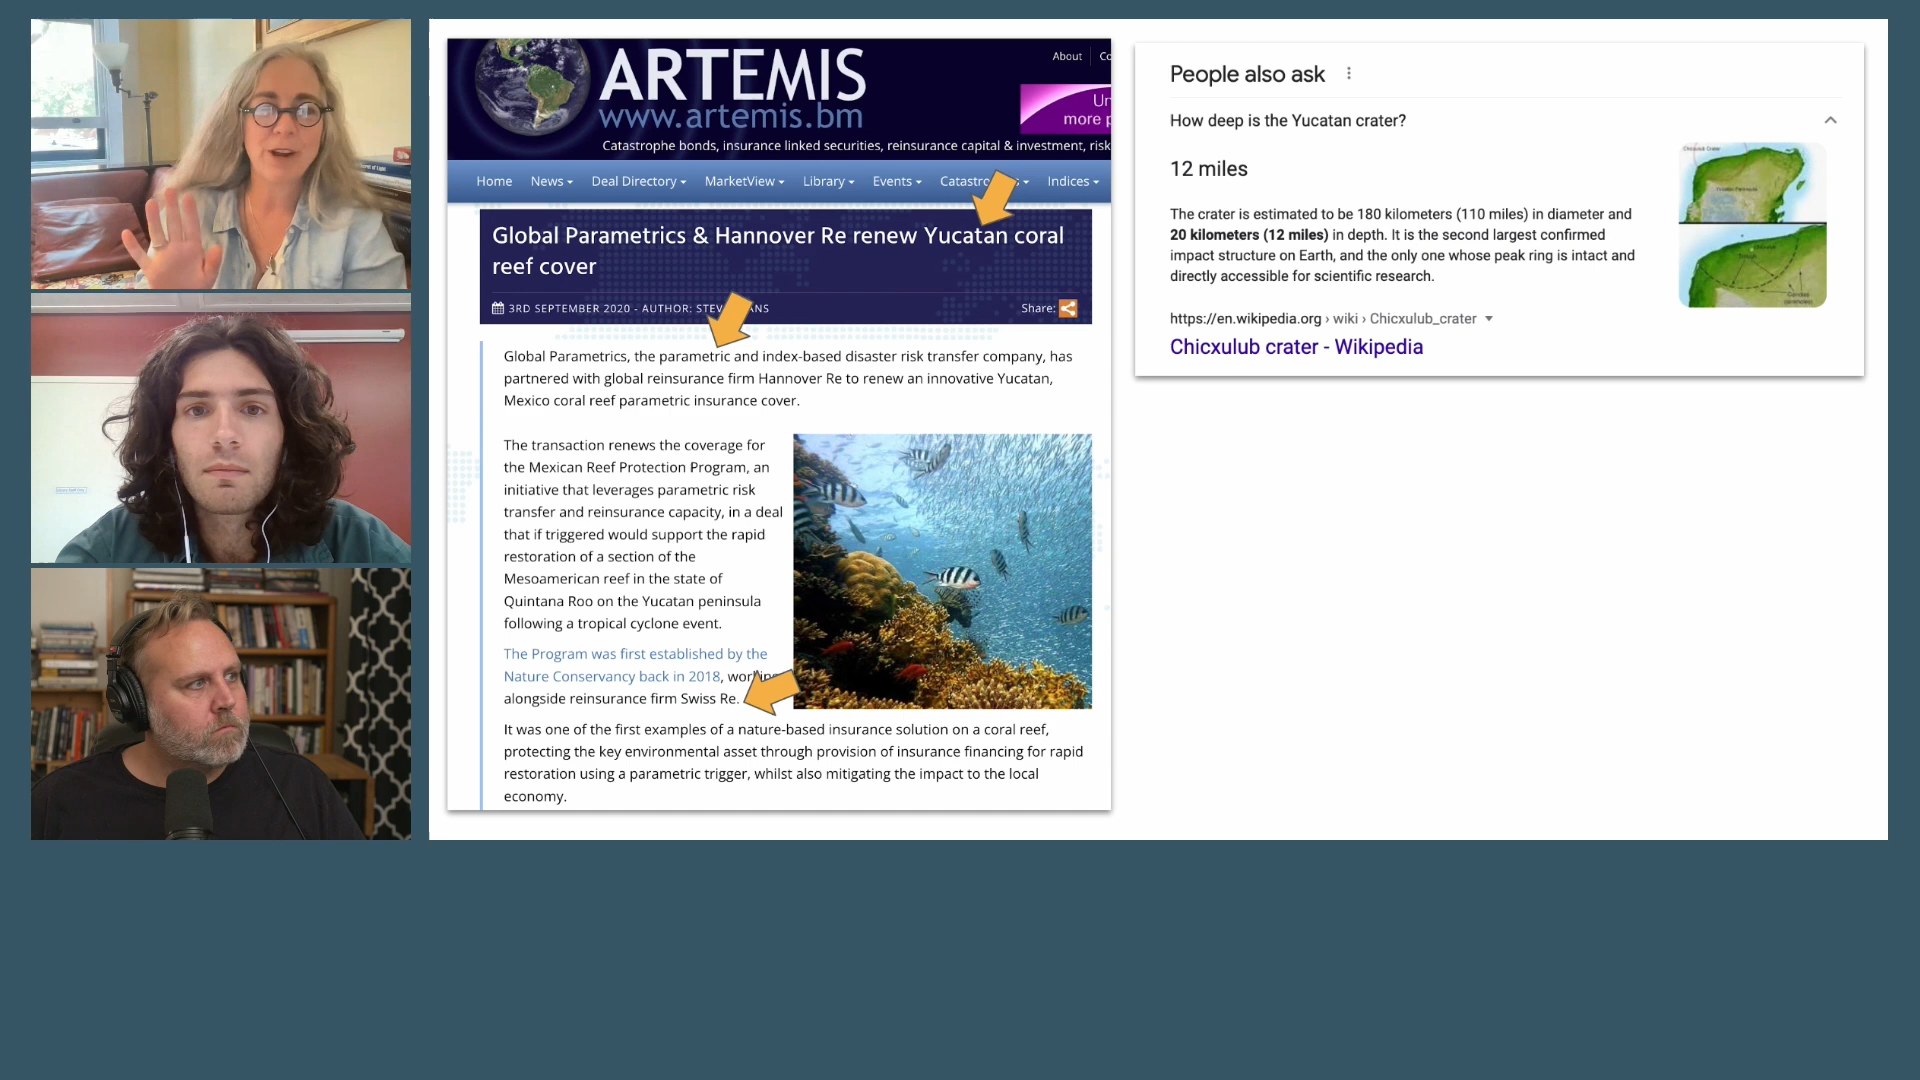 ARTEMIS
www.artemis.bm
Catastrophe bonds, insurance linked securities, reinsurance capital & investment, risk
About
Co
Un
more p
Home News Deal Directory MarketView Library Events Indices
Global Parametrics & Hannover Re renew Yucatan coral
reef cover
3RD SEPTEMBER 2020 - AUTHOR:
Share:
Global Parametrics, the parametric and index-based disaster risk transfer company, has
partnered with global reinsurance firm Hannover Re to renew an innovative Yucatan,
Mexico coral reef parametric insurance cover.
The transaction renews the coverage for
the Mexican Reef Protection Program, an
initiative that leverages parametric risk
transfer and reinsurance capacity, in a deal
that if triggered would support the rapid
restoration of a section of the
Mesoamerican reef in the state of
Quintana Roo on the Yucatan peninsula
following a tropical cyclone event.
The Program was first established by the
Nature Conservancy back in 2018, working
alongside reinsurance firm Swiss Re.
It was one of the first examples of a nature-based insurance solution on a coral reef,
protecting the key environmental asset through provision of insurance financing for rapid
restoration using a parametric trigger, whilst also mitigating the impact to the local
economy.
People also ask
How deep is the Yucatan crater?
12 miles
The crater is estimated to be 180 kilometers (110 miles) in diameter and
20 kilometers (12 miles) in depth. It is the second largest confirmed
impact structure on Earth, and the only one whose peak ring is intact and
directly accessible for scientific research.
Chicxulub Crater
https://en.wikipedia.org › wiki › Chicxulub_crater
Chicxulub crater - Wikipedia